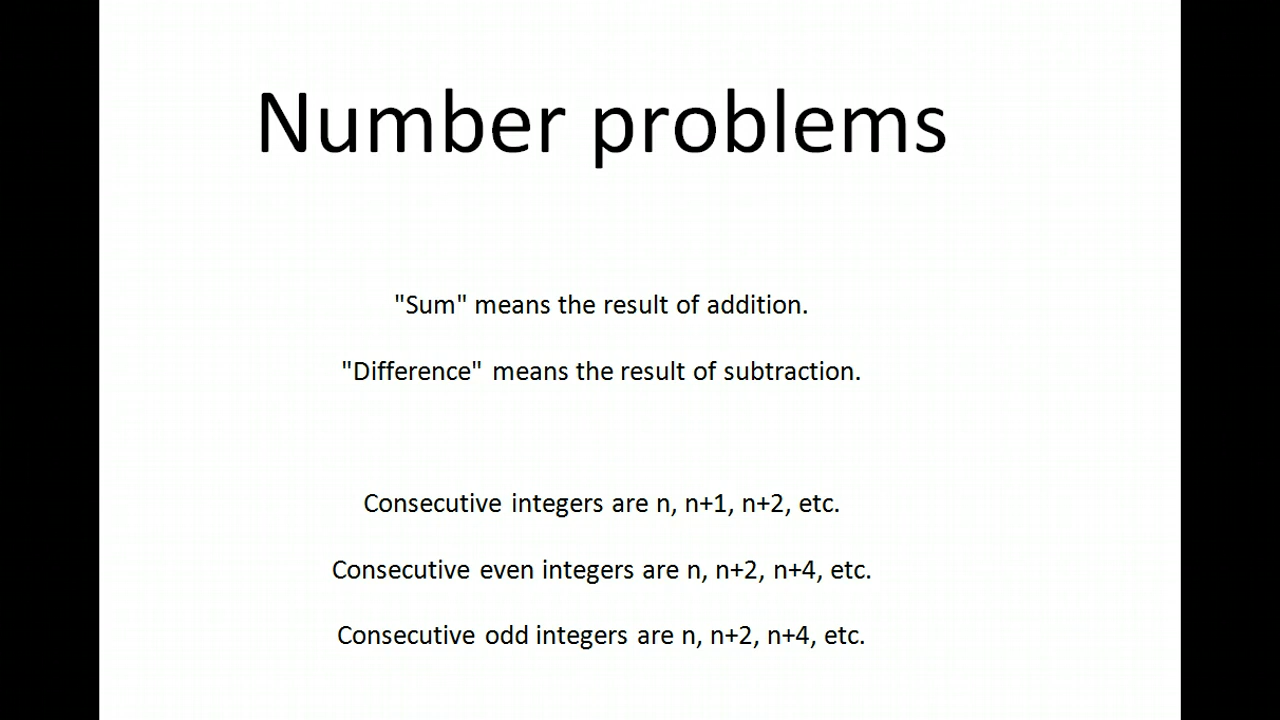 Number problems
"Sum" means the result of addition.
"Difference" means the result of subtraction.
Consecutive integers are n, n+1, n+2, etc.
Consecutive even integers are n, n+2, n+4, etc.
Consecutive odd integers are n, n+2, n+4, etc.